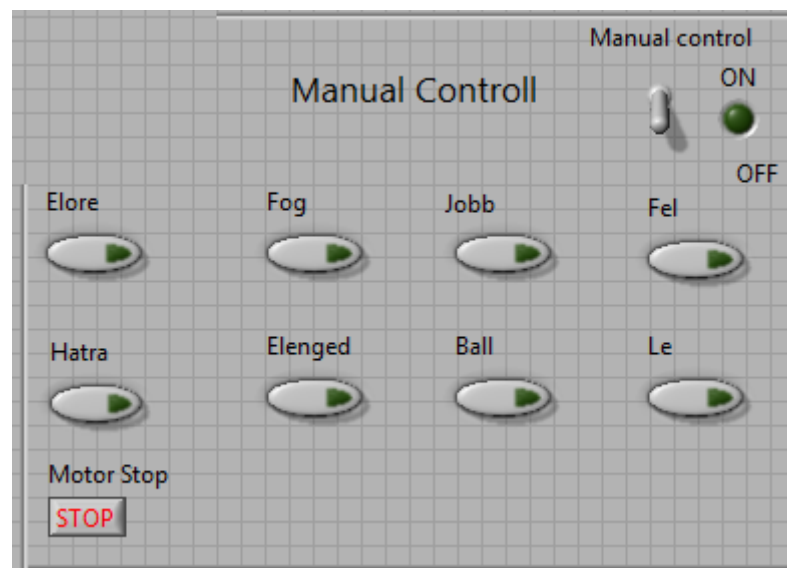 Manual control
Manual Controll
ON
OFF
Elore
Fog
Jobb
Fel
Hatra
Elenged
Ball
Le
Motor Stop
STOP